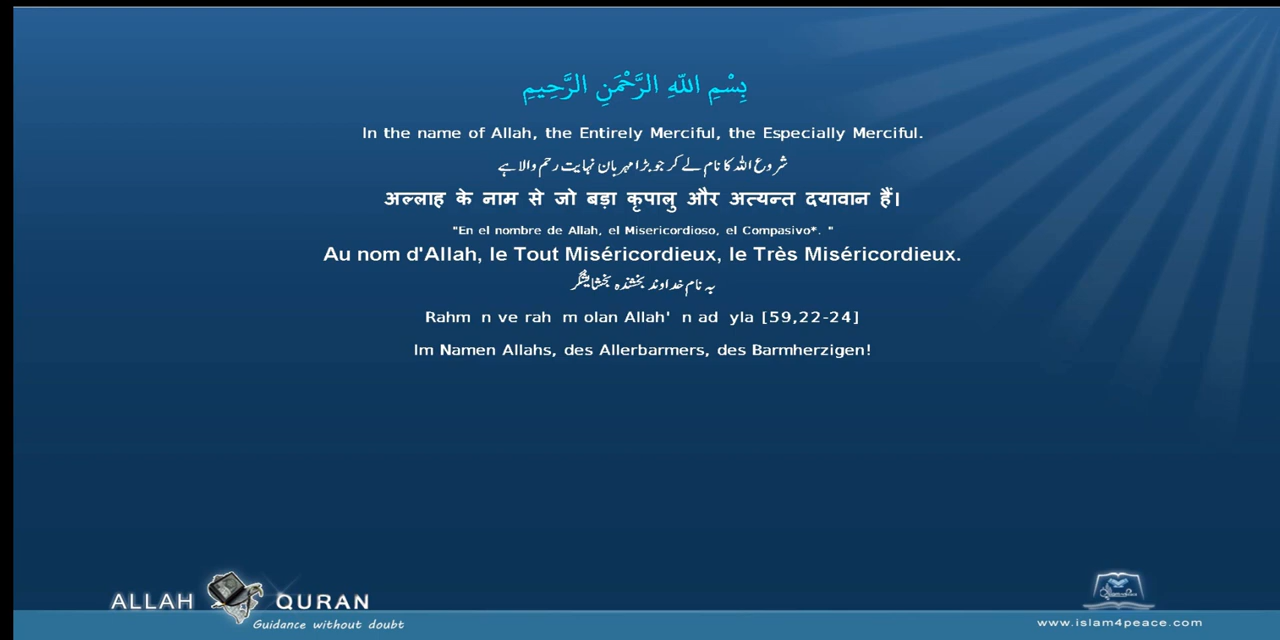 بِسْمِ اللّهِ الرَّحْمَنِ الرَّحِيمِ
In the name of Allah, the Entirely Merciful, the Especially Merciful.
شروع اللہ کا نام لے کر جو بڑا مہربان نہایت رحم والا ہے
अल्लाह के नाम से जो बड़ा कृपालु और अत्यन्त दयावान हैं।
"En el nombre de Allah, el Misericordioso, el Compasivo*. "
Au nom d'Allah, le Tout Miséricordieux, le Très Miséricordieux.
به نام خداوند بخشنده بخشایشگر
Rahm n ve rah m olan Allah' n ad yla [59,22-24]
Im Namen Allahs, des Allerbarmers, des Barmherzigen!
ALLAH QURAN
Guidance without doubt
www.islam4peace.com